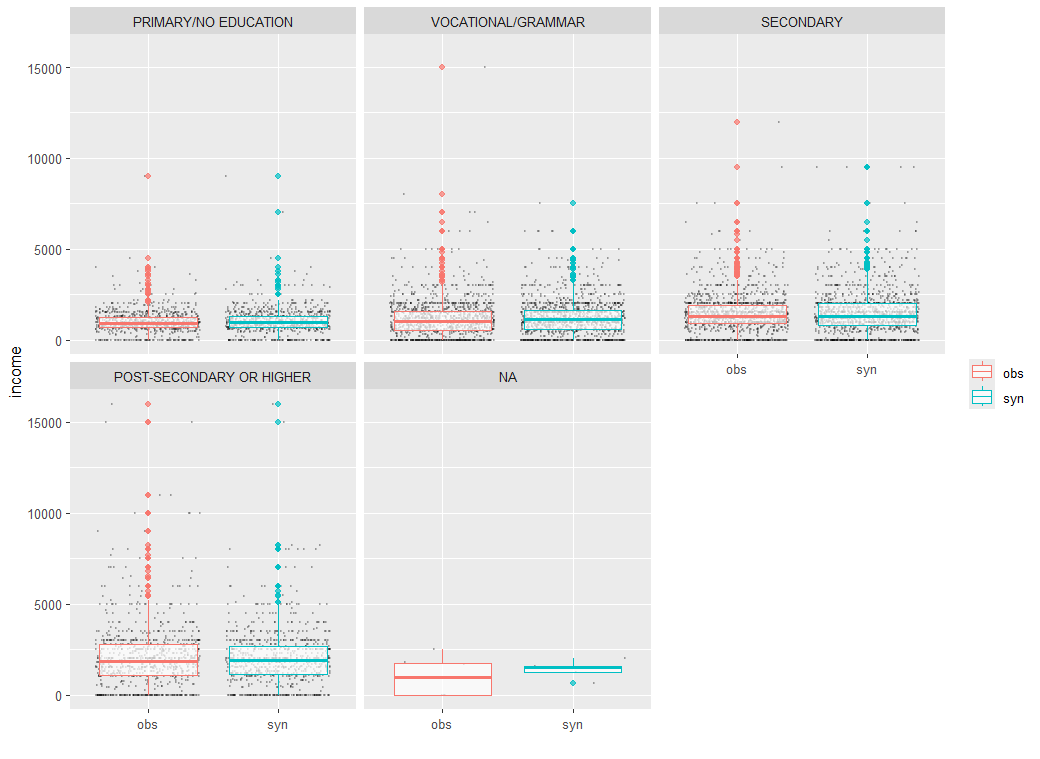 PRIMARY/NO EDUCATION
VOCATIONAL/GRAMMAR
SECONDARY
15000
10000
5000
0
obs
syn
income
POST-SECONDARY OR HIGHER
NA
obs
syn
15000
10000
5000
0
obs
syn
obs
syn